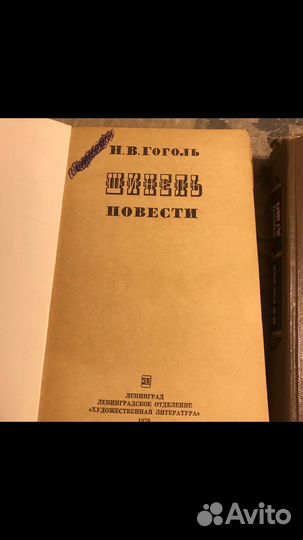 Н.В.ГОГОЛЬ
ШИНЕЛЬ
ПОВЕСТИ
ЛЕНИНГРАД
ЛЕНИНГРАДСКОЕ ОТДЕЛЕНИЕ
«ХУДОЖЕСТВЕННАЯ ЛИТЕРАТУРА»
Avito